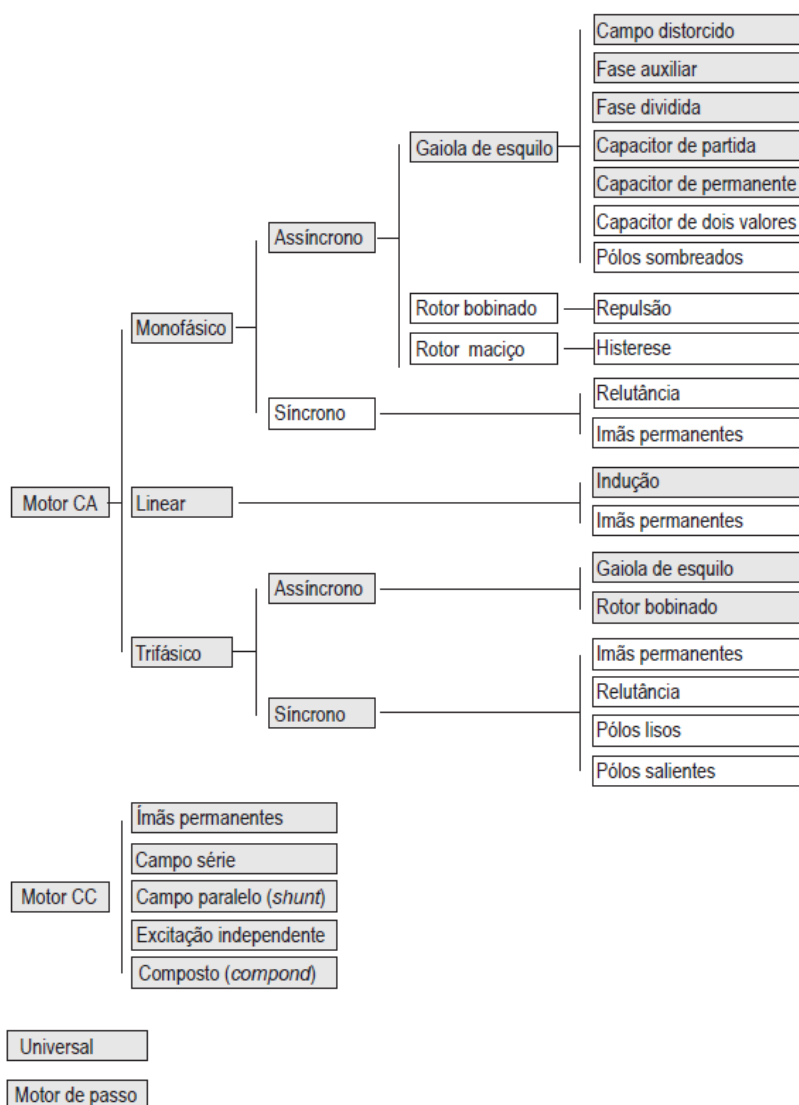 Campo distorcido
Fase auxiliar
Fase dividida
Gaiola de esquilo
Capacitor de partida
Capacitor de permanente
Capacitor de dois valores
Assíncrono
Pólos sombreados
Rotor bobinado
Repulsão
Monofásico
Rotor maciço
Histerese
Relutância
Síncrono
Imãs permanentes
Indução
Motor CA
Linear
Imãs permanentes
Gaiola de esquilo
Assíncrono
Rotor bobinado
Trifásico
Imãs permanentes
Relutância
Síncrono
Pólos lisos
Pólos salientes
Ímãs permanentes
Campo série
Motor CC
Campo paralelo (shunt)
Excitação independente
Composto (compond)
Universal
Motor de passo